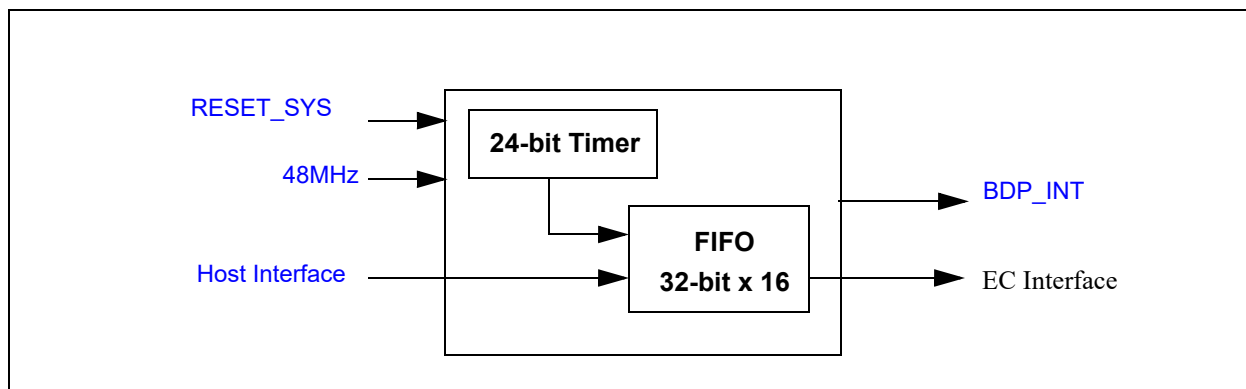 RESET_SYS
24-bit Timer
48MHz
BDP_INT
FIFO
Host Interface
32-bit x 16
EC Interface